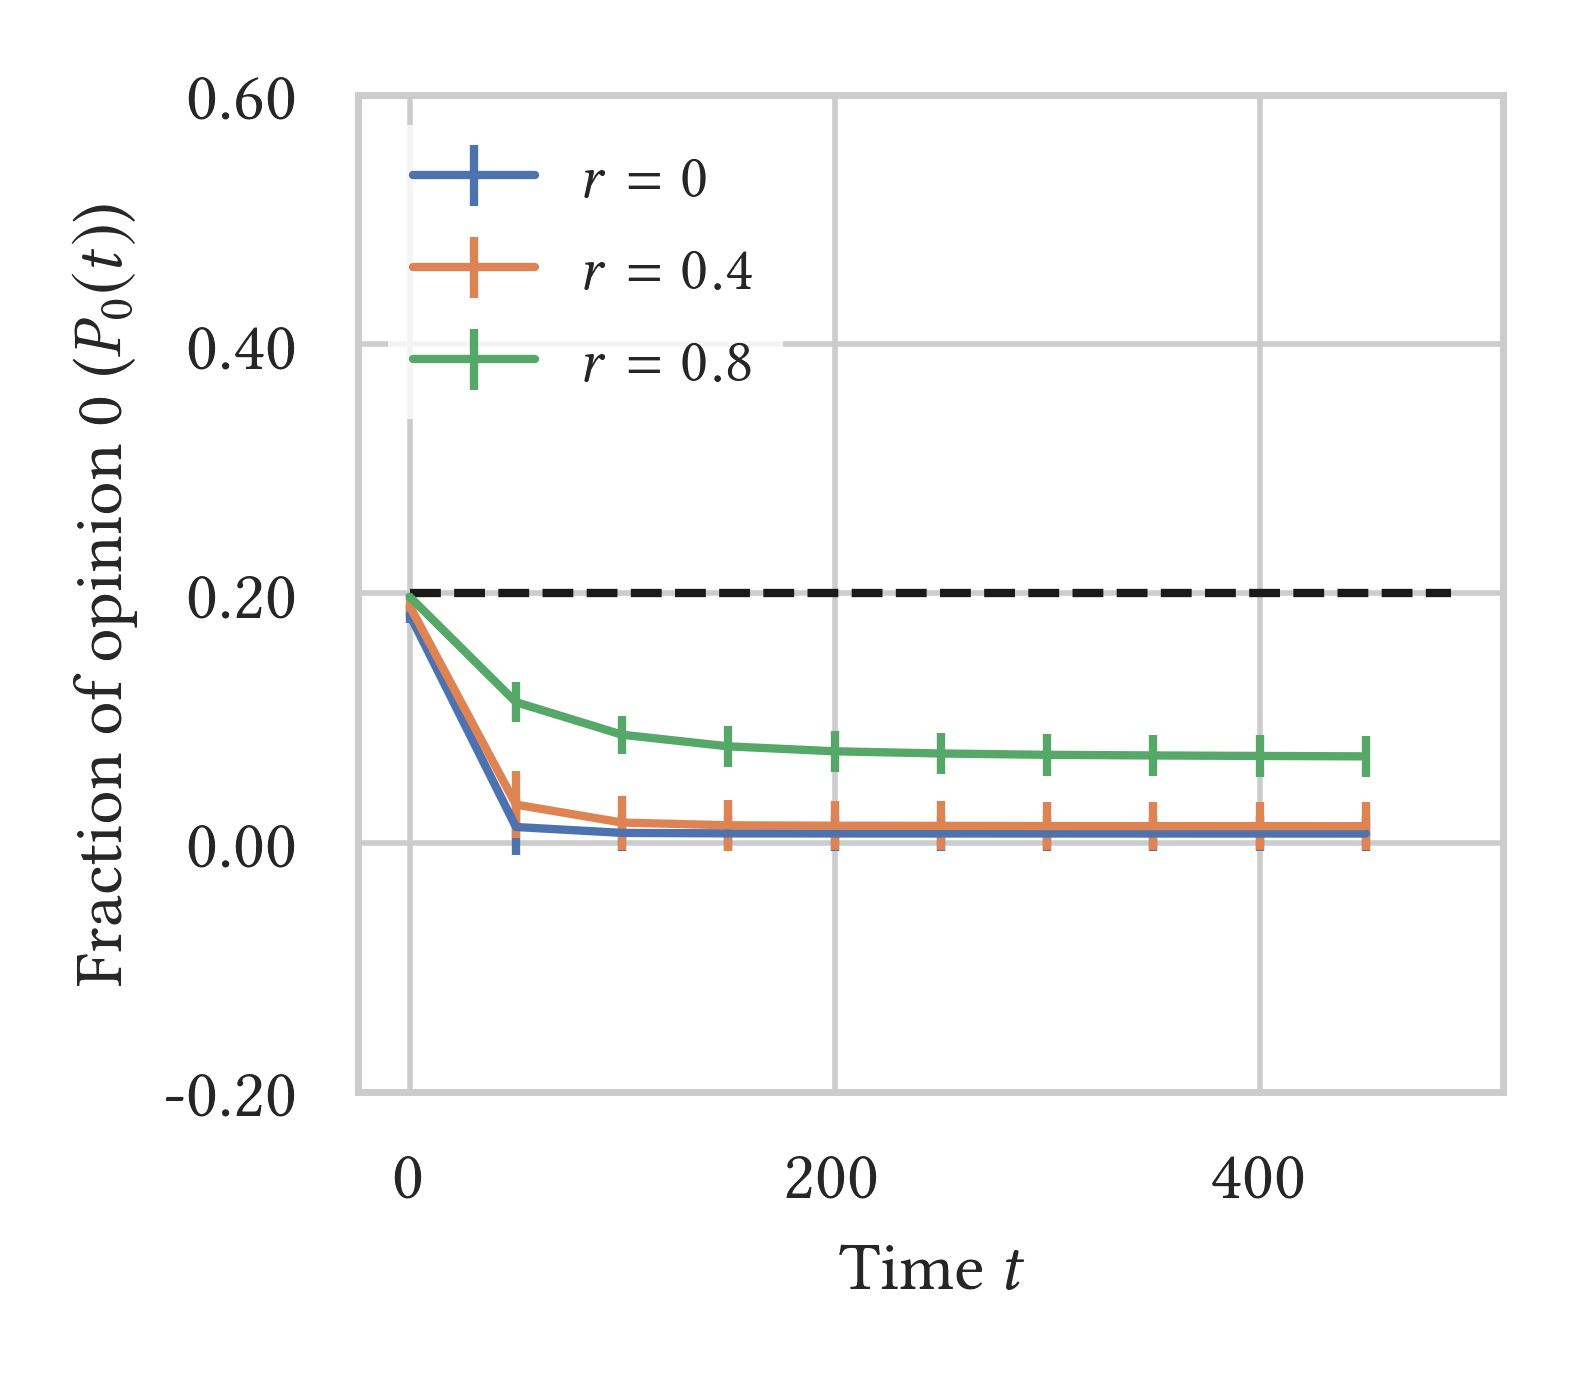 0.60
0.40
0.20
0.00
-0.20
Fraction of opinion 0 (P₀(t))
r = 0
r = 0.4
r = 0.8
0 200 400
Time t